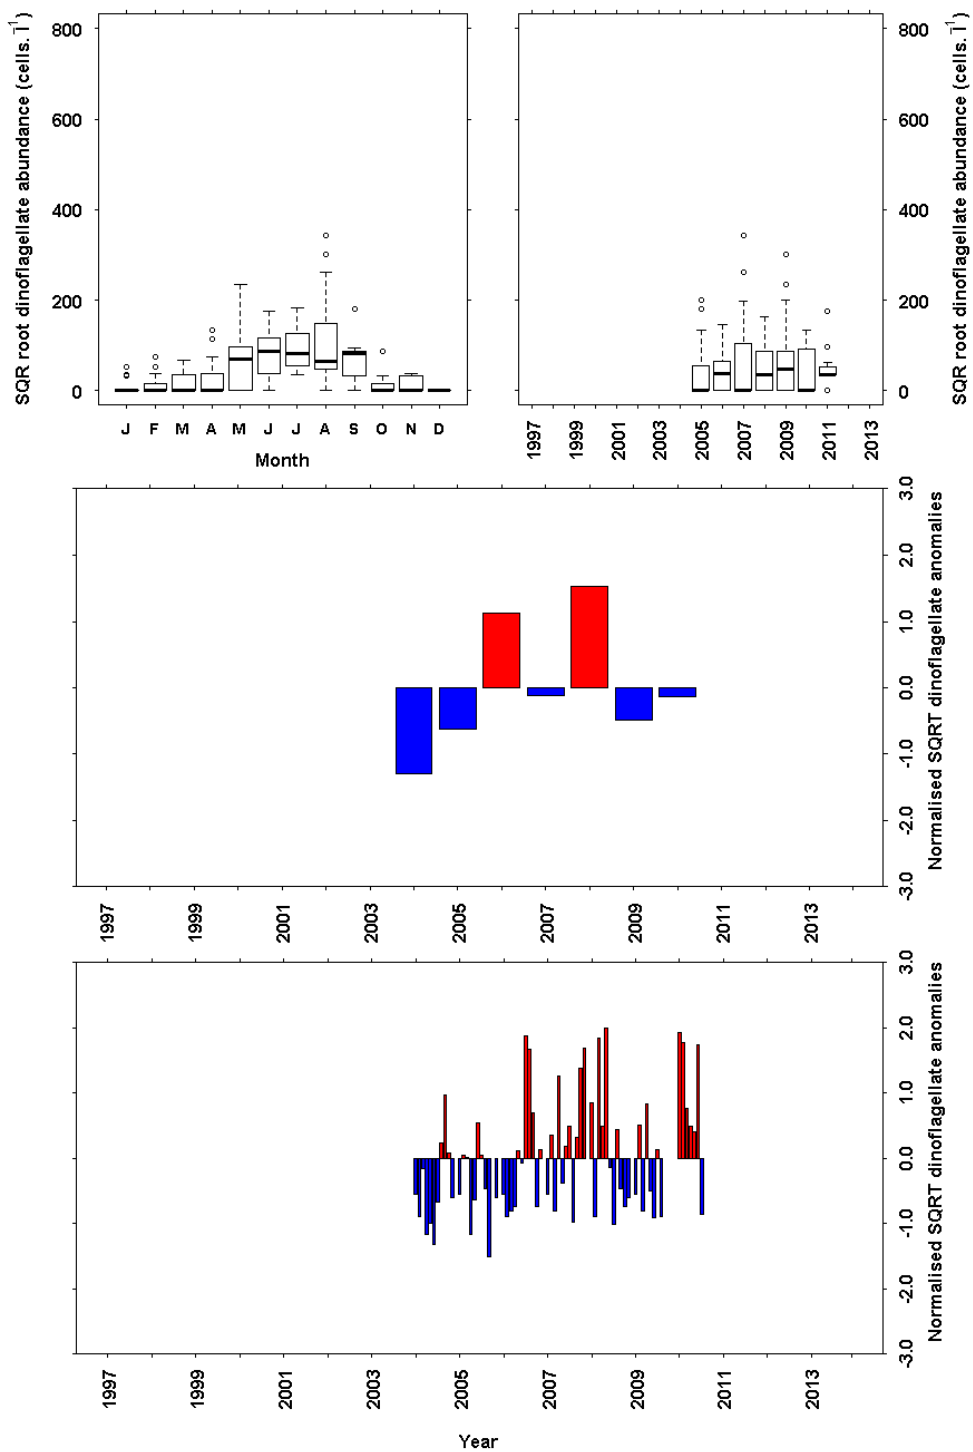 SQR root dinoflagellate abundance (cells. l⁻¹)
800
600
400
200
0
J F M A M J J A S O N D
Month
800
600
400
200
0
SQR root dinoflagellate abundance (cells. l⁻¹)
1997 1999 2001 2003 2005 2007 2009 2011 2013
3.0
2.0
1.0
0.0
-1.0
-2.0
-3.0
Normalised SQRT dinoflagellate anomalies
1997 1999 2001 2003 2005 2007 2009 2011 2013
3.0
2.0
1.0
0.0
-1.0
-2.0
-3.0
Normalised SQRT dinoflagellate anomalies
1997 1999 2001 2003 2005 2007 2009 2011 2013
Year